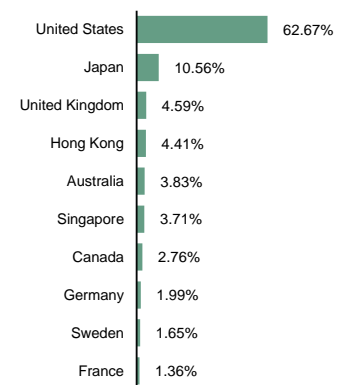 United States 62.67%
Japan 10.56%
United Kingdom 4.59%
Hong Kong 4.41%
Australia 3.83%
Singapore 3.71%
Canada 2.76%
Germany 1.99%
Sweden 1.65%
France 1.36%